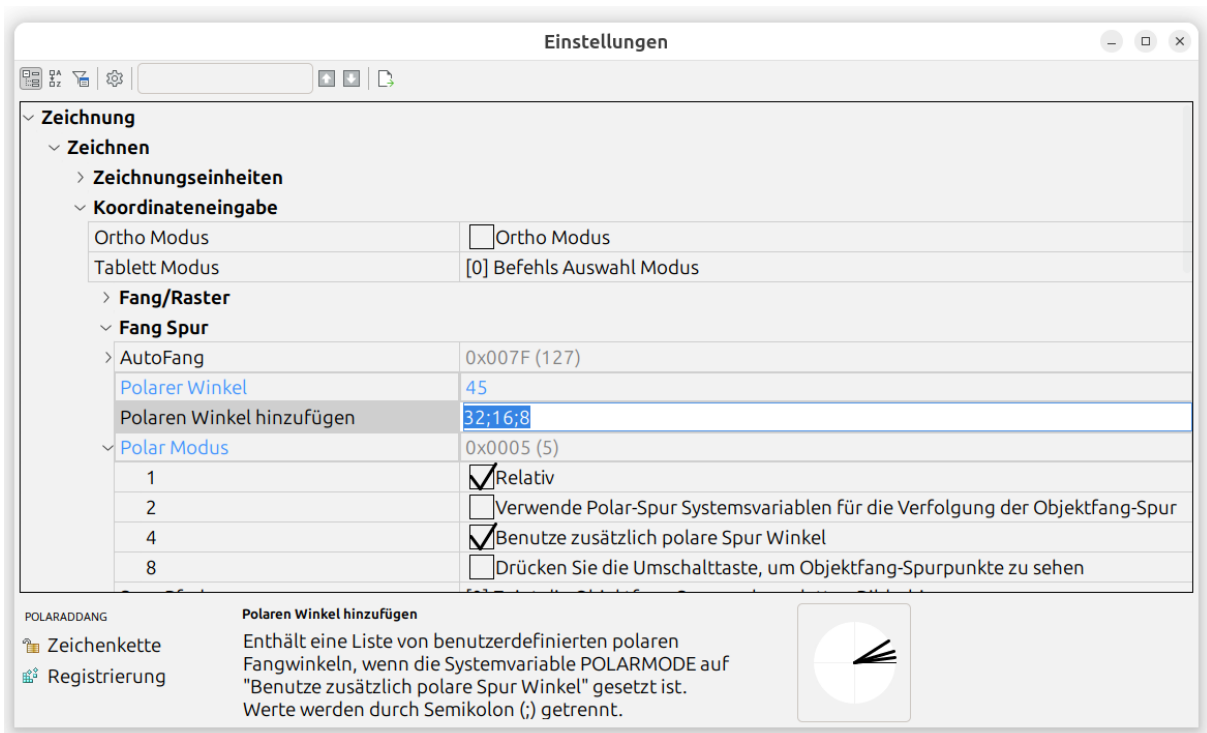 Einstellungen
Zeichnung
Zeichnen
Zeichnungseinheiten
Koordinateneingabe
Ortho Modus Ortho Modus
Tablett Modus [0] Befehls Auswahl Modus
Fang/Raster
Fang Spur
AutoFang 0x007F (127)
Polarer Winkel 45
Polaren Winkel hinzufügen 32;16;8
Polar Modus 0x0005 (5)
1 Relativ
2 Verwende Polar-Spur Systemsvariablen für die Verfolgung der Objektfang-Spur
4 Benutze zusätzlich polare Spur Winkel
8 Drücken Sie die Umschalttaste, um Objektfang-Spurpunkte zu sehen
POLARADDANG
Zeichenkette
Registrierung
Polaren Winkel hinzufügen
Enthält eine Liste von benutzerdefinierten polaren
Fangwinkeln, wenn die Systemvariable POLARMODE auf
"Benutze zusätzlich polare Spur Winkel" gesetzt ist.
Werte werden durch Semikolon (;) getrennt.